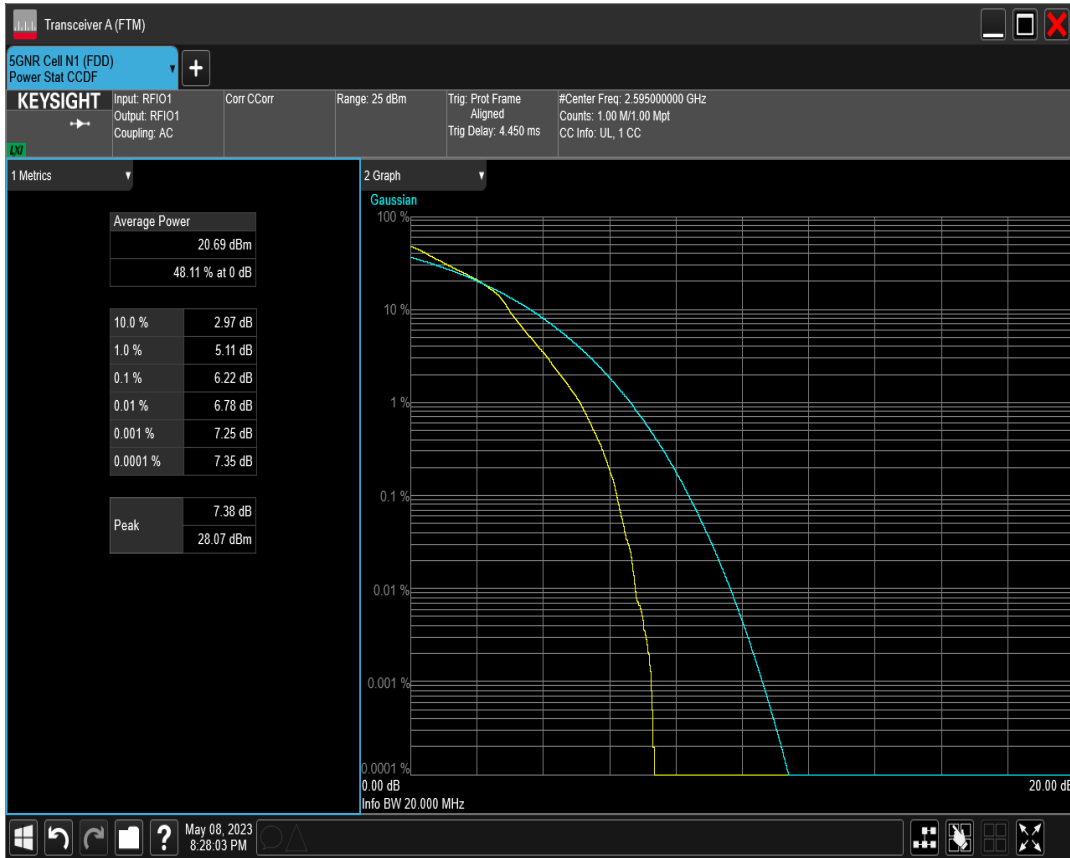 Transceiver A (FTM)
5GNR Cell N1 (FDD)
Power Stat CCDF
KEYSIGHT
LXI
Input: RFIO1
Output: RFIO1
Coupling: AC
Corr CCorr
Range: 25 dBm
Trig: Prot Frame
Aligned
Trig Delay: 4.450 ms
#Center Freq: 2.595000000 GHz
Counts: 1.00 M/1.00 Mpt
CC Info: UL, 1 CC
1 Metrics
Average Power
20.69 dBm
48.11 % at 0 dB
10.0 % 2.97 dB
1.0 % 5.11 dB
0.1 % 6.22 dB
0.01 % 6.78 dB
0.001 % 7.25 dB
0.0001 % 7.35 dB
Peak
7.38 dB
28.07 dBm
2 Graph
Gaussian
100 %
10 %
1 %
0.1 %
0.01 %
0.001 %
0.0001 %
0.00 dB
20.00 dB
Info BW 20.000 MHz
?
May 08, 2023
8:28:03 PM